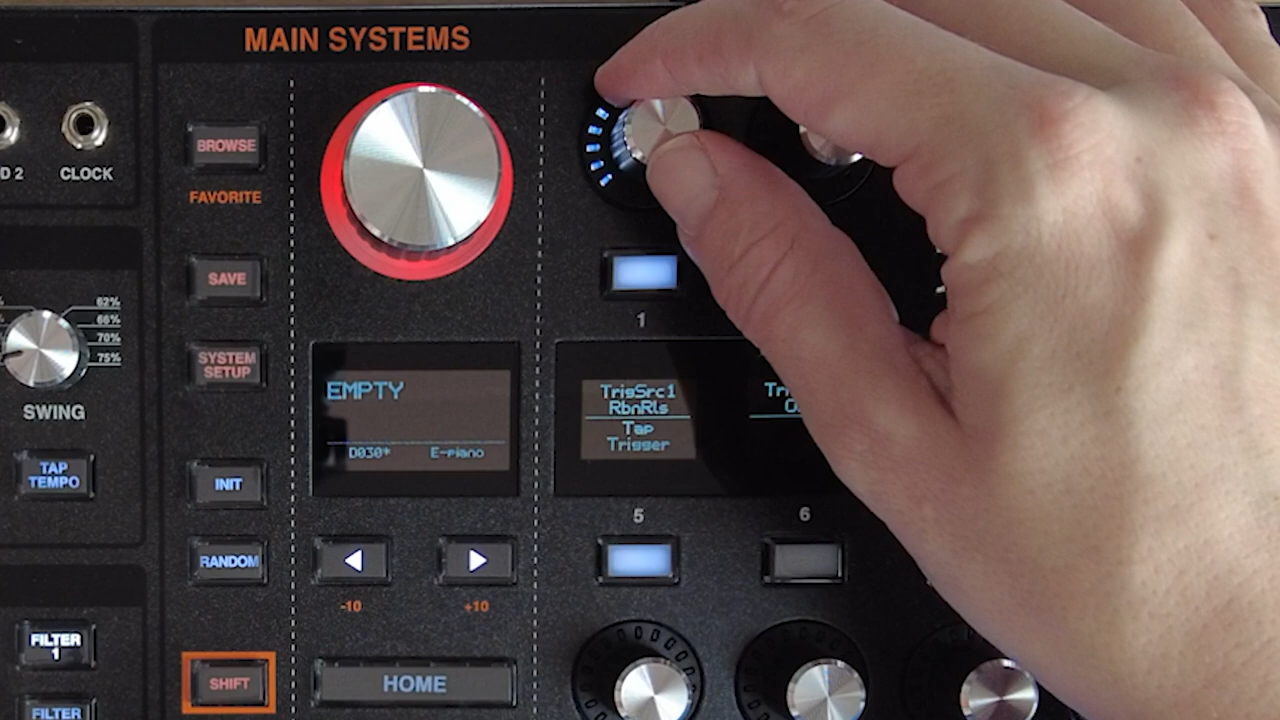 MAIN SYSTEMS
D 2
CLOCK
BROWSE
FAVORITE
SAVE
SYSTEM
SETUP
62%
66%
70%
75%
SWING
TAP
TEMPO
INIT
RANDOM
FILTER
1
FILTER
SHIFT
EMPTY
D030*
E-piano
-10
+10
HOME
1
TrigSrc1
RbnRls
Tap
Trigger
5
6